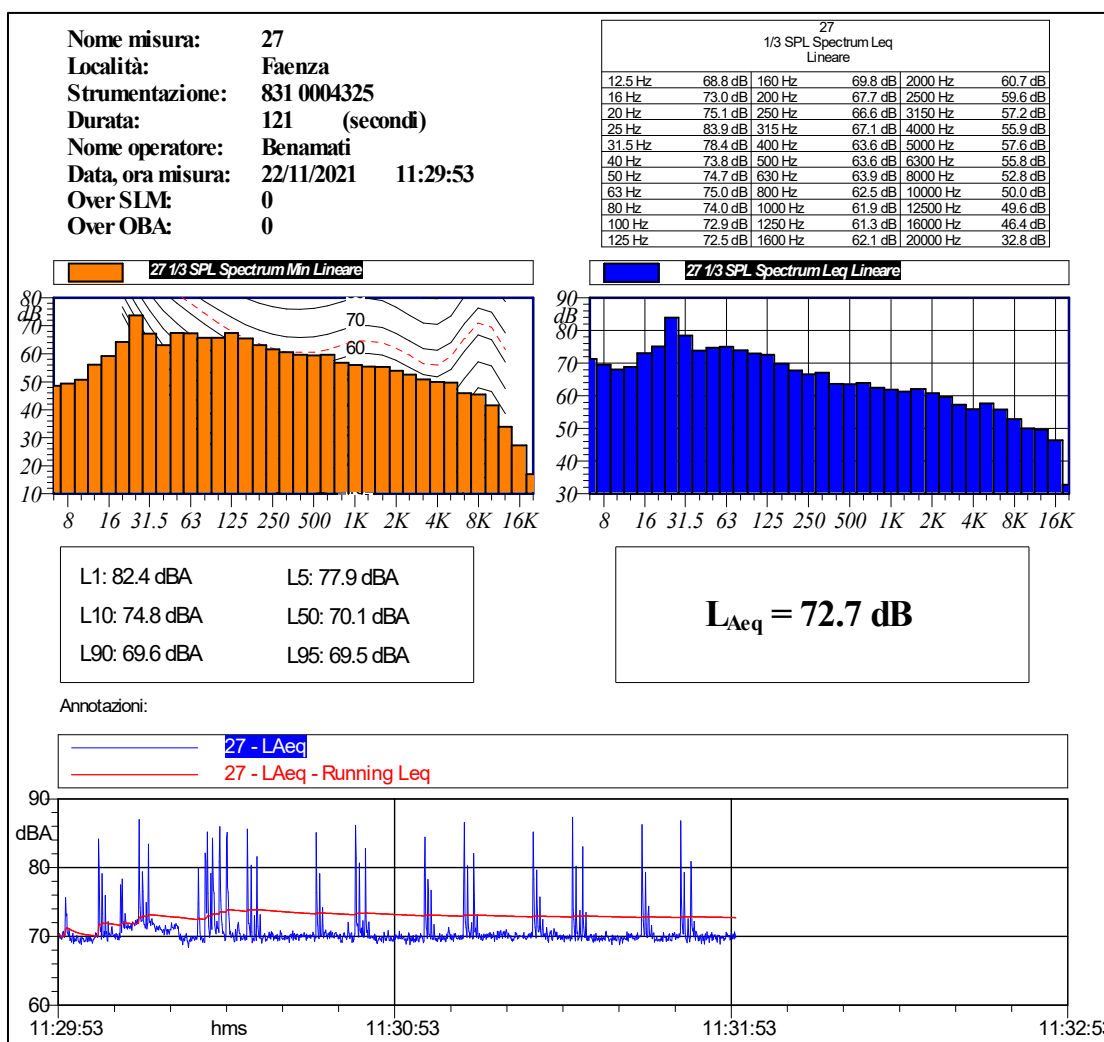 Nome misura: 27
Località: Faenza
Strumentazione: 831 0004325
Durata: 121 (secondi)
Nome operatore: Benamati
Data, ora misura: 22/11/2021 11:29:53
Over SLM: 0
Over OBA: 0
27
1/3 SPL Spectrum Leq
Lineare
12.5 Hz 68.8 dB 160 Hz 69.8 dB 2000 Hz 60.7 dB
16 Hz 73.0 dB 200 Hz 67.7 dB 2500 Hz 59.6 dB
20 Hz 75.1 dB 250 Hz 66.6 dB 3150 Hz 57.2 dB
25 Hz 83.9 dB 315 Hz 67.1 dB 4000 Hz 55.9 dB
31.5 Hz 78.4 dB 400 Hz 63.6 dB 5000 Hz 57.6 dB
40 Hz 73.8 dB 500 Hz 63.6 dB 6300 Hz 55.8 dB
50 Hz 74.7 dB 630 Hz 63.9 dB 8000 Hz 52.8 dB
63 Hz 75.0 dB 800 Hz 62.5 dB 10000 Hz 50.0 dB
80 Hz 74.0 dB 1000 Hz 61.9 dB 12500 Hz 49.6 dB
100 Hz 72.9 dB 1250 Hz 61.3 dB 16000 Hz 46.4 dB
125 Hz 72.5 dB 1600 Hz 62.1 dB 20000 Hz 32.8 dB
27 1/3 SPL Spectrum Min Lineare
80
dB
70
60
50
40
30
20
10
70
60
8 16 31.5 63 125 250 500 1K 2K 4K 8K 16K
27 1/3 SPL Spectrum Leq Lineare
90
dB
80
70
60
50
40
30
8 16 31.5 63 125 250 500 1K 2K 4K 8K 16K
L1: 82.4 dBA L5: 77.9 dBA
L10: 74.8 dBA L50: 70.1 dBA
L90: 69.6 dBA L95: 69.5 dBA
LAeq = 72.7 dB
Annotazioni:
27 - LAeq
27 - LAeq - Running Leq
90
dBA
80
70
60
11:29:53 hms 11:30:53 11:31:53 11:32:53